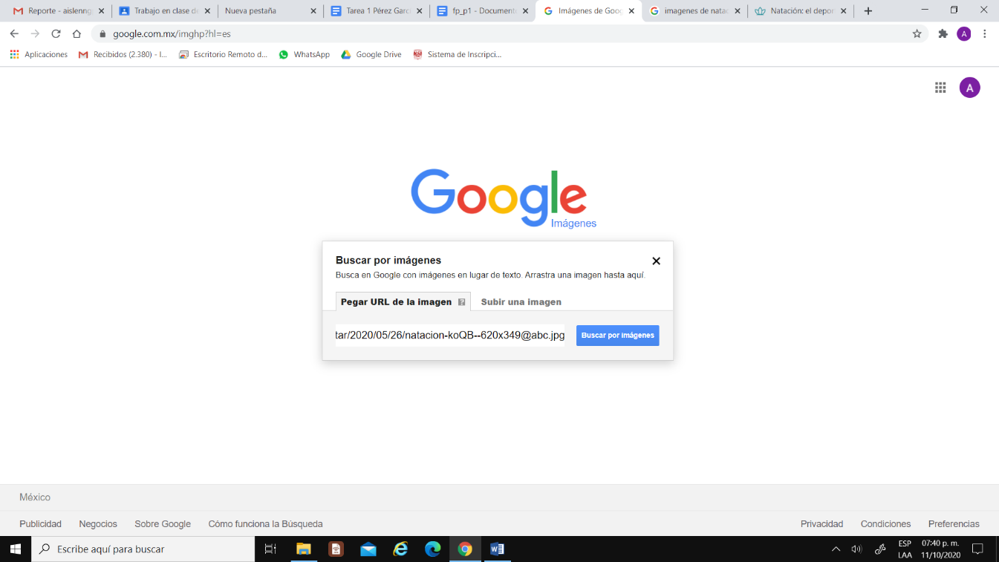 Reporte - aislenng
Trabajo en clase de
Nueva pestaña
Tarea 1 Pérez Garc
fp_p1 - Documento
Imágenes de Goog
imagenes de natac
Natación: el depor
google.com.mx/imghp?hl=es
A
Aplicaciones
Recibidos (2.380) - l...
Escritorio Remoto d...
WhatsApp
Google Drive
Sistema de Inscripci...
A
Google
Imágenes
Buscar por imágenes
Busca en Google con imágenes en lugar de texto. Arrastra una imagen hasta aquí.
Pegar URL de la imagen ?
Subir una imagen
tar/2020/05/26/natacion-koQB--620x349@abc.jpg
Buscar por imágenes
México
Publicidad
Negocios
Sobre Google
Cómo funciona la Búsqueda
Privacidad
Condiciones
Preferencias
Escribe aquí para buscar
ESP
LAA
07:40 p. m.
11/10/2020